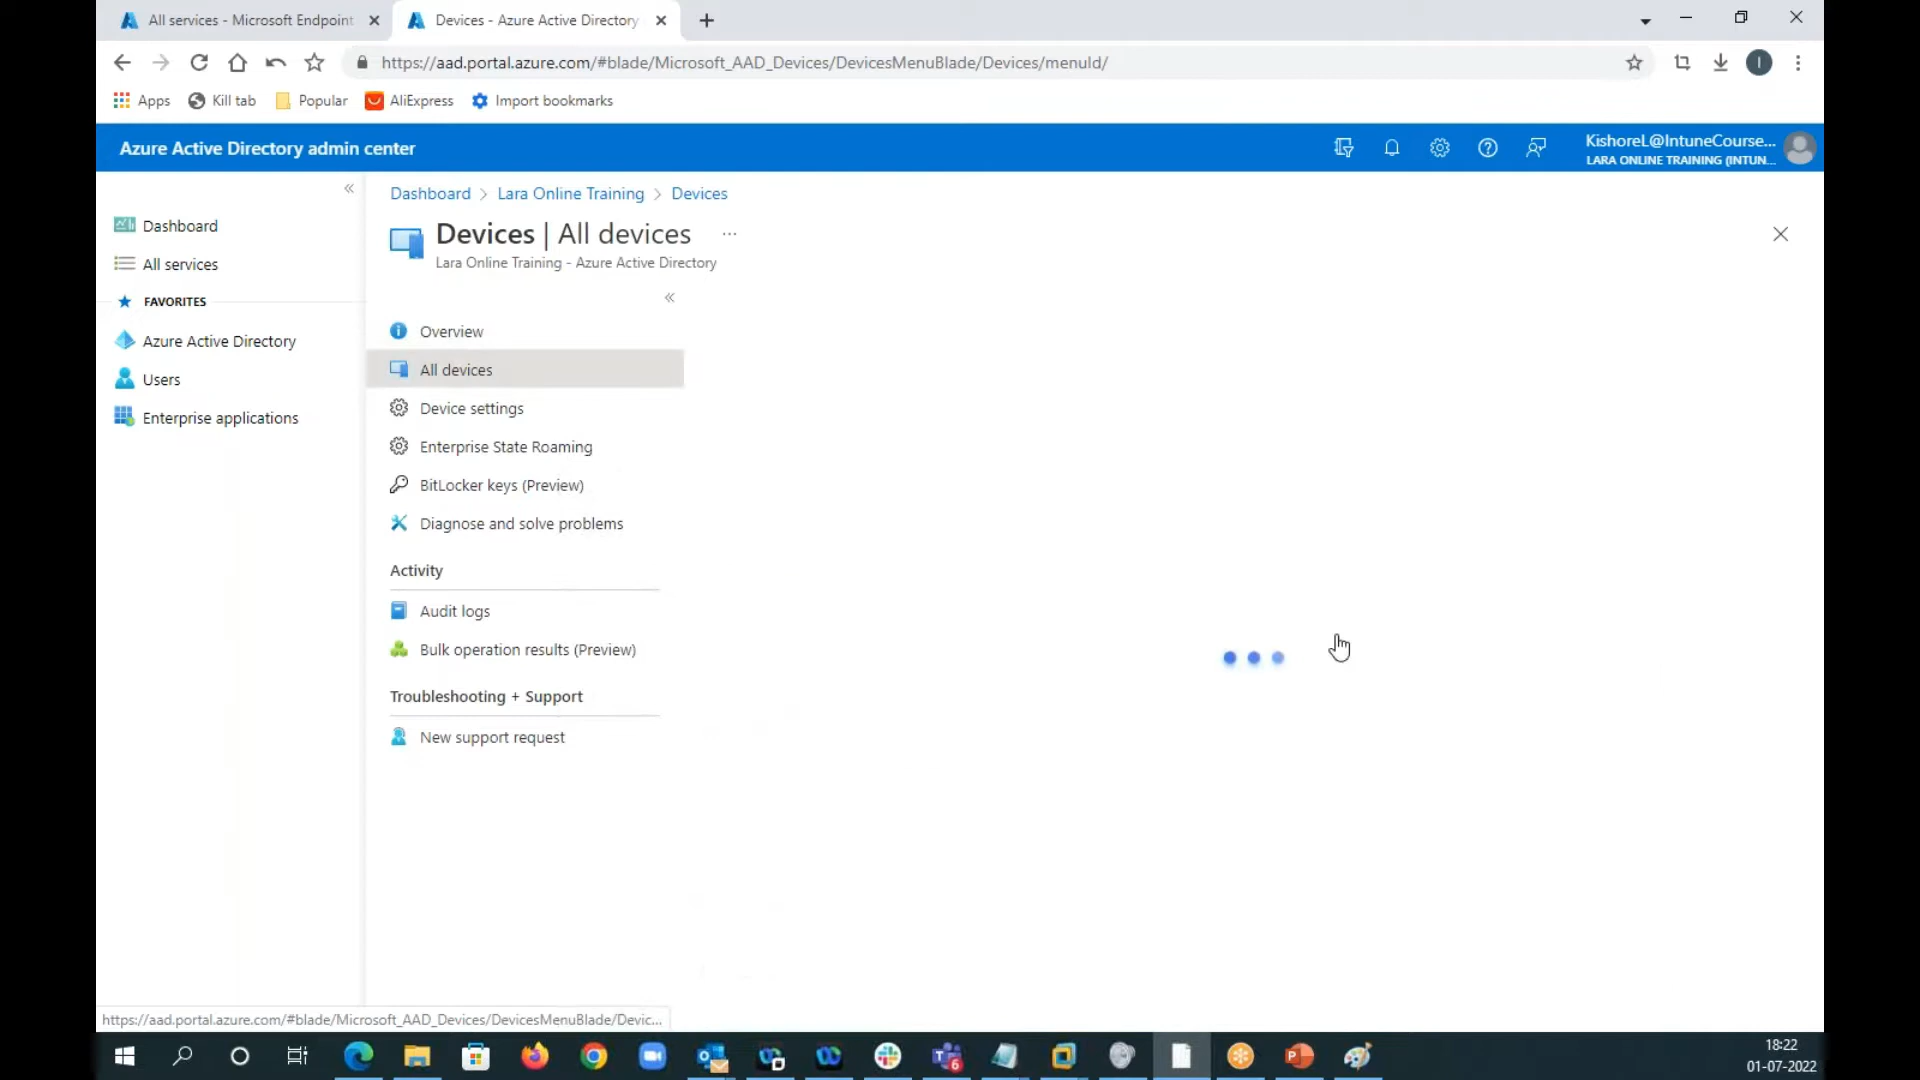 All services - Microsoft Endpoint
Devices - Azure Active Directory
https://aad.portal.azure.com/#blade/Microsoft_AAD_Devices/DevicesMenuBlade/Devices/menuId/
I
Apps
Kill tab
Popular
AliExpress
Import bookmarks
Azure Active Directory admin center
KishoreL@IntuneCourse...
LARA ONLINE TRAINING (INTUN...
Dashboard
All services
FAVORITES
Azure Active Directory
Users
Enterprise applications
Dashboard > Lara Online Training > Devices
Devices | All devices ...
Lara Online Training - Azure Active Directory
Overview
All devices
Device settings
Enterprise State Roaming
BitLocker keys (Preview)
Diagnose and solve problems
Activity
Audit logs
Bulk operation results (Preview)
Troubleshooting + Support
New support request
https://aad.portal.azure.com/#blade/Microsoft_AAD_Devices/DevicesMenuBlade/Devic...
6
18:22
01-07-2022